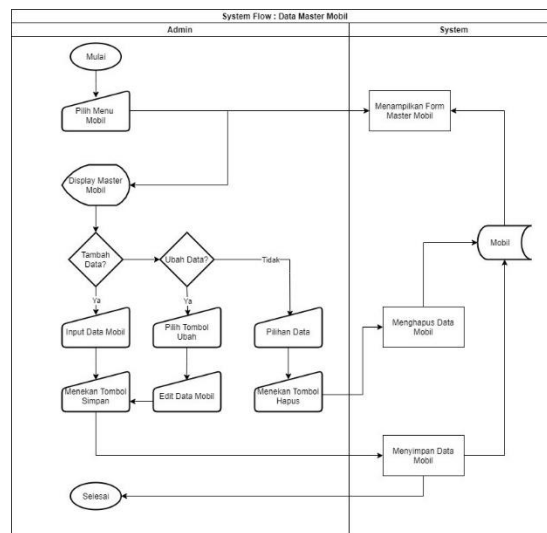 System Flow : Data Master Mobil
Admin
System
Mulai
Pilih Menu
Mobil
Menampilkan Form
Master Mobil
Display Master
Mobil
Mobil
Tambah
Data?
Ubah Data?
Tidak
Ya
Ya
Input Data Mobil
Pilih Tombol
Ubah
Pilihan Data
Menghapus Data
Mobil
Menekan Tombol
Simpan
Edit Data Mobil
Menekan Tombol
Hapus
Menyimpan Data
Mobil
Selesai